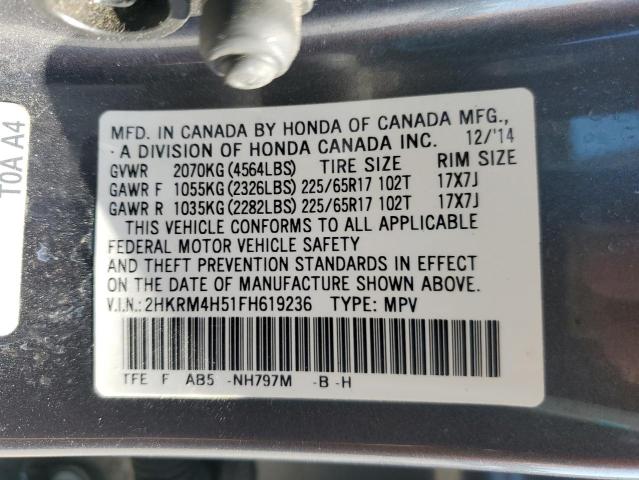 MFD. IN CANADA BY HONDA OF CANADA MFG.,
A DIVISION OF HONDA CANADA INC. 12/'14
GVWR 2070KG (4564LBS) TIRE SIZE RIM SIZE
GAWR F 1055KG (2326LBS) 225/65R17 102T 17X7J
GAWR R 1035KG (2282LBS) 225/65R17 102T 17X7J
THIS VEHICLE CONFORMS TO ALL APPLICABLE
FEDERAL MOTOR VEHICLE SAFETY
AND THEFT PREVENTION STANDARDS IN EFFECT
ON THE DATE OF MANUFACTURE SHOWN ABOVE.
V.I.N.:2HKRM4H51FH619236 TYPE: MPV
TFE F AB5 -NH797M -B -H
T0A A4